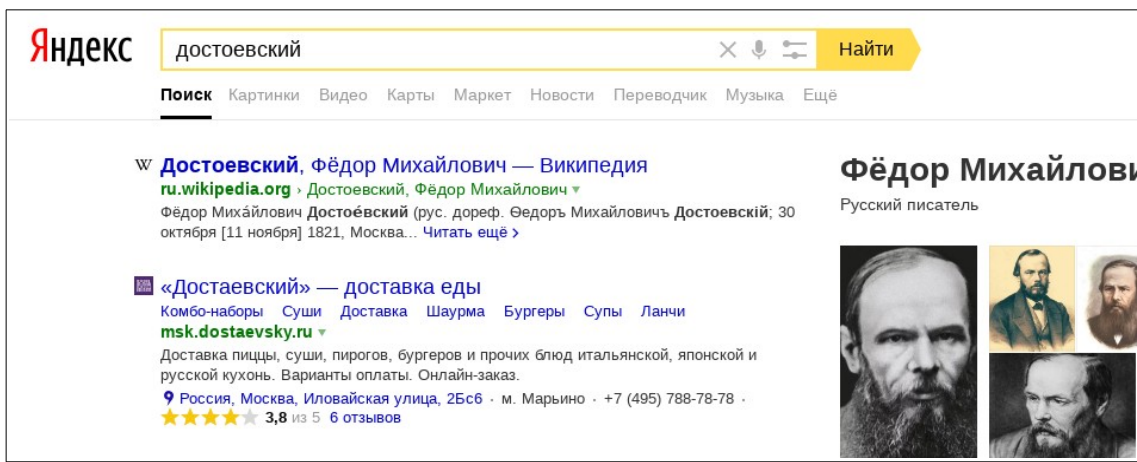 Яндекс
достоевский
Найти
Поиск Картинки Видео Карты Маркет Новости Переводчик Музыка Ещё
W Достоевский, Фёдор Михайлович — Википедия
ru.wikipedia.org › Достоевский, Фёдор Михайлович
Фёдор Миха́йлович Достое́вский (рус. дореф. Ѳедоръ Михайловичъ Достоевскій; 30
октября [11 ноября] 1821, Москва... Читать ещё ›
«Достаевский» — доставка еды
Комбо-наборы Суши Доставка Шаурма Бургеры Супы Ланчи
msk.dostaevsky.ru
Доставка пиццы, суши, пирогов, бургеров и прочих блюд итальянской, японской и
русской кухонь. Варианты оплаты. Онлайн-заказ.
Россия, Москва, Иловайская улица, 2Бс6 · м. Марьино · +7 (495) 788-78-78 ·
3,8 из 5 6 отзывов
Фёдор Михайлови
Русский писатель